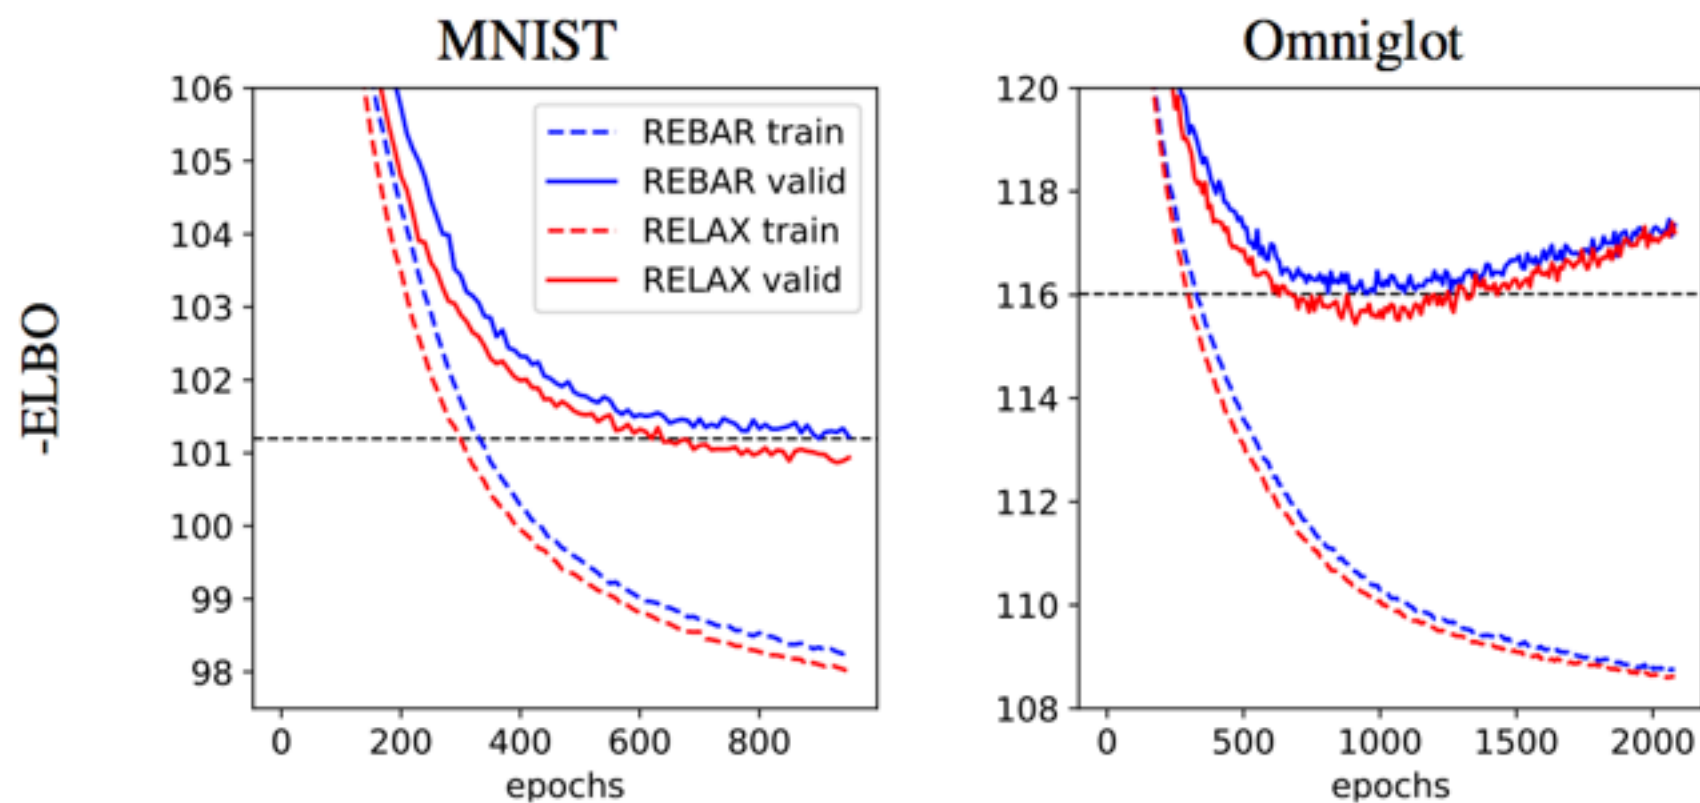 MNIST
Omniglot
-ELBO
106
105
104
103
102
101
100
99
98
0 200 400 600 800
epochs
REBAR train
REBAR valid
RELAX train
RELAX valid
120
118
116
114
112
110
108
0 500 1000 1500 2000
epochs